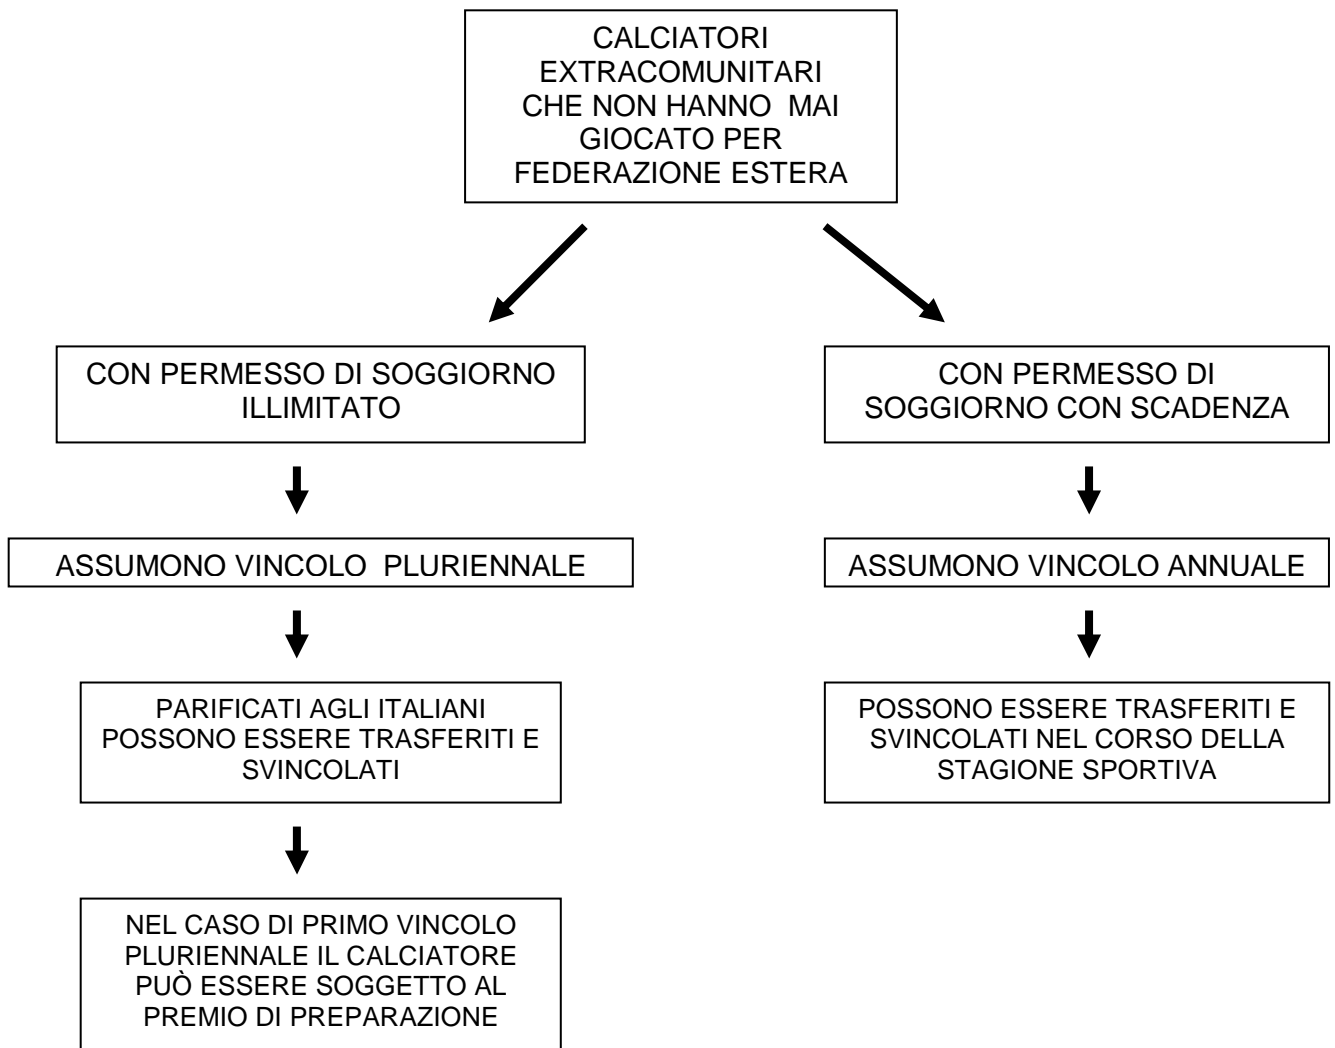 CALCIATORI
EXTRACOMUNITARI
CHE NON HANNO MAI
GIOCATO PER
FEDERAZIONE ESTERA
CON PERMESSO DI SOGGIORNO
ILLIMITATO
CON PERMESSO DI
SOGGIORNO CON SCADENZA
ASSUMONO VINCOLO PLURIENNALE
ASSUMONO VINCOLO ANNUALE
PARIFICATI AGLI ITALIANI
POSSONO ESSERE TRASFERITI E
SVINCOLATI
POSSONO ESSERE TRASFERITI E
SVINCOLATI NEL CORSO DELLA
STAGIONE SPORTIVA
NEL CASO DI PRIMO VINCOLO
PLURIENNALE IL CALCIATORE
PUÒ ESSERE SOGGETTO AL
PREMIO DI PREPARAZIONE